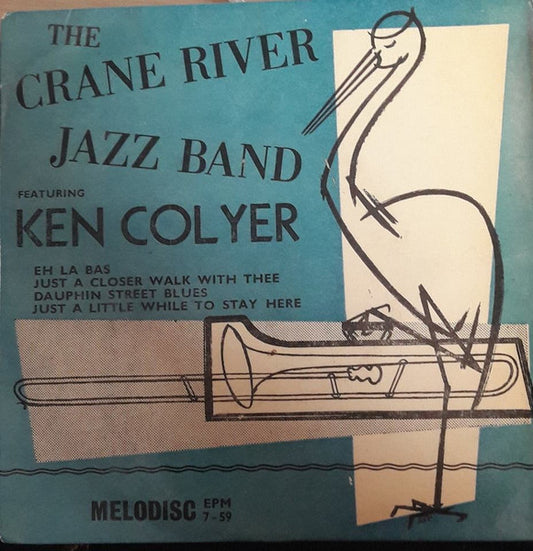 THE
CRANE RIVER
JAZZ BAND
FEATURING
KEN COLYER
EH LA BAS
JUST A CLOSER WALK WITH THEE
DAUPHIN STREET BLUES
JUST A LITTLE WHILE TO STAY HERE
MELODISC EPM
7-59